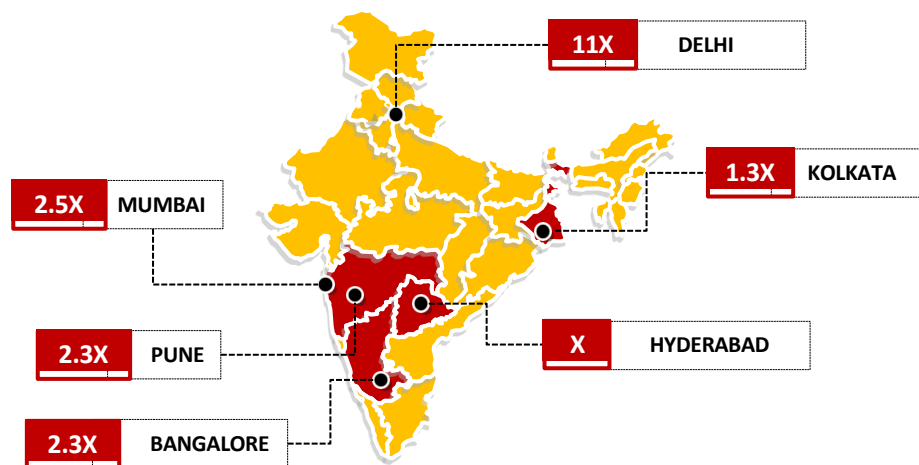 11X DELHI
1.3X KOLKATA
2.5X MUMBAI
2.3X PUNE
X HYDERABAD
2.3X BANGALORE